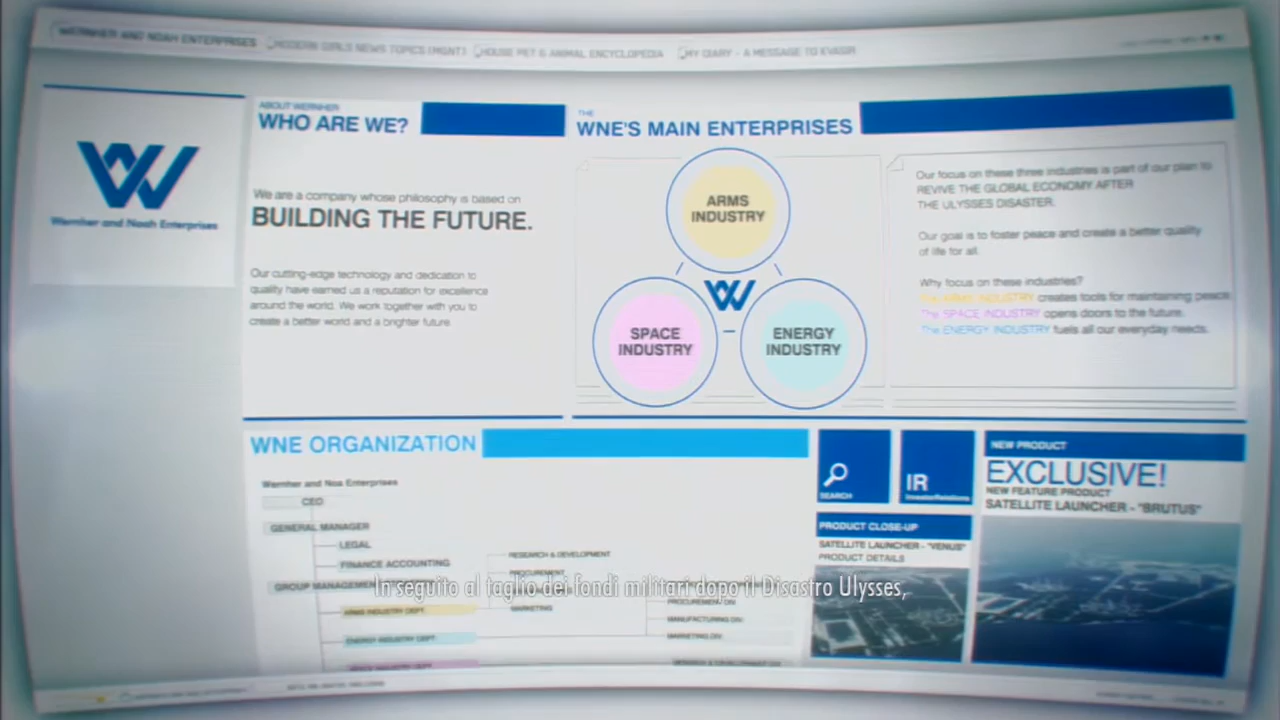 WERNHER AND NOAH ENTERPRISES
MODERN GIRLS NEWS TOPICS (MGNT)
HOUSE PET & ANIMAL ENCYCLOPEDIA
MY DIARY - A MESSAGE TO KVASIR
Wernher and Noah Enterprises
ABOUT WERNHER
WHO ARE WE?
We are a company whose philosophy is based on
BUILDING THE FUTURE.
Our cutting-edge technology and dedication to
quality have earned us a reputation for excellence
around the world. We work together with you to
create a better world and a brighter future.
THE
WNE'S MAIN ENTERPRISES
ARMS
INDUSTRY
SPACE
INDUSTRY
ENERGY
INDUSTRY
Our focus on these three industries is part of our plan to
REVIVE THE GLOBAL ECONOMY AFTER
THE ULYSSES DISASTER.
Our goal is to foster peace and create a better quality
of life for all.
Why focus on these industries?
The ARMS INDUSTRY creates tools for maintaining peace.
The SPACE INDUSTRY opens doors to the future.
The ENERGY INDUSTRY fuels all our everyday needs.
WNE ORGANIZATION
Wernher and Noa Enterprises
CEO
GENERAL MANAGER
LEGAL
FINANCE ACCOUNTING
GROUP MANAGEMENT
ARMS INDUSTRY DEPT.
ENERGY INDUSTRY DEPT.
SPACE INDUSTRY DEPT.
RESEARCH & DEVELOPMENT
PROCUREMENT
MARKETING
PROCUREMENT DIV.
MANUFACTURING DIV.
MARKETING DIV.
RESEARCH & DEVELOPMENT DIV.
SEARCH
IR
InvestorRelations
PRODUCT CLOSE-UP
SATELLITE LAUNCHER - "VENUS"
PRODUCT DETAILS
NEW PRODUCT
EXCLUSIVE!
NEW FEATURE PRODUCT
SATELLITE LAUNCHER - "BRUTUS"
In seguito al taglio dei fondi militari dopo il Disastro Ulysses,